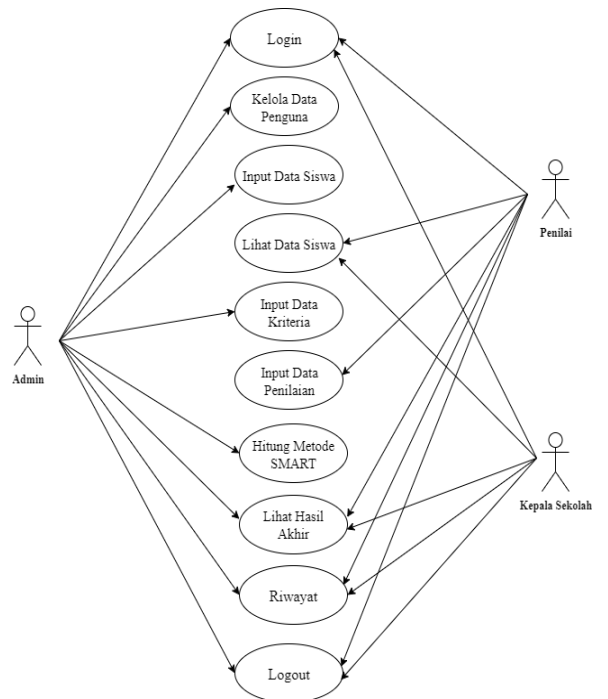 Login
Kelola Data
Penguna
Input Data Siswa
Penilai
Lihat Data Siswa
Input Data
Kriteria
Admin
Input Data
Penilaian
Hitung Metode
SMART
Kepala Sekolah
Lihat Hasil
Akhir
Riwayat
Logout